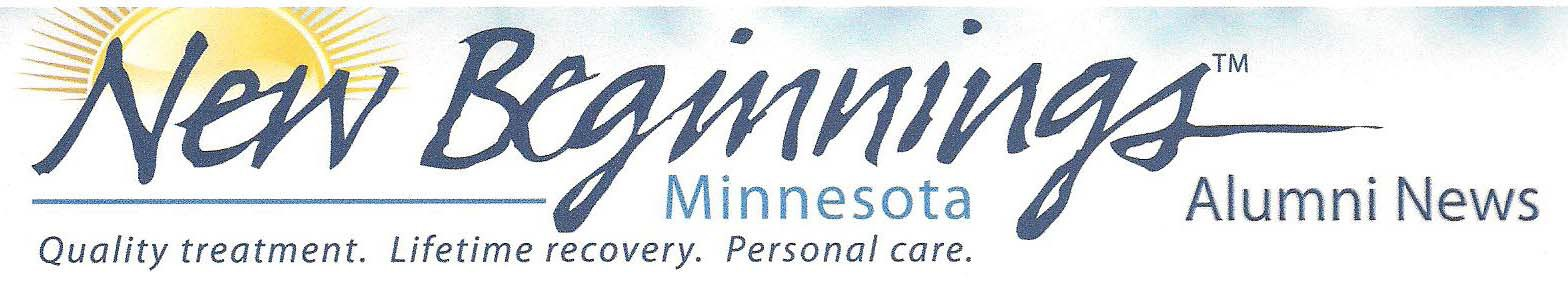 New Beginnings™
Minnesota
Alumni News
Quality treatment. Lifetime recovery. Personal care.